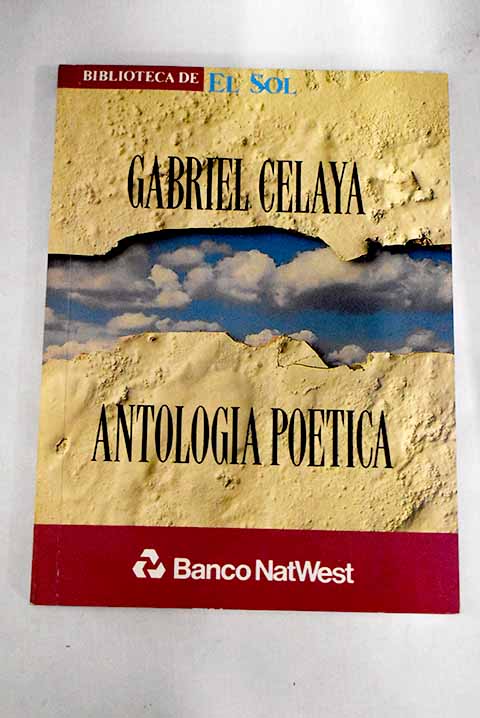 BIBLIOTECA DE EL SOL
GABRIEL CELAYA
ANTOLOGIA POETICA
Banco NatWest